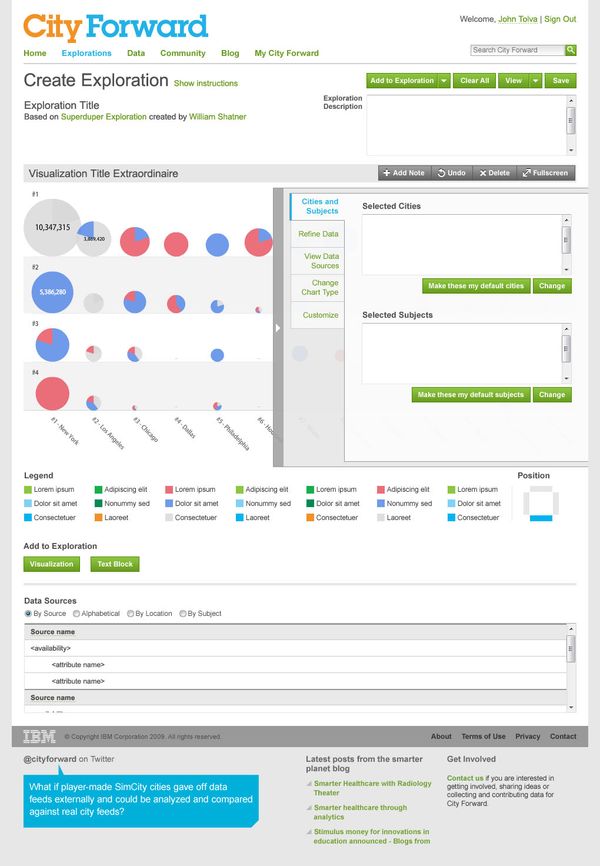 City Forward
Welcome, John Tolva | Sign Out
Home Explorations Data Community Blog My City Forward
Search City Forward
Create Exploration Show instructions
Add to Exploration Clear All View Save
Exploration Title
Based on Superduper Exploration created by William Shatner
Exploration
Description
Visualization Title Extraordinaire
Add Note Undo Delete Fullscreen
#1
10,347,315
3,889,420
#2
5,386,280
#3
#4
#1 - New York
#2 - Los Angeles
#3 - Chicago
#4 - Dallas
#5 - Philadelphia
#6 - Hou
Cities and
Subjects
Refine Data
View Data
Sources
Change
Chart Type
Customize
Selected Cities
Make these my default cities Change
Selected Subjects
Make these my default subjects Change
Legend
Position
Lorem ipsum Adipiscing elit Lorem ipsum Adipiscing elit Lorem ipsum Adipiscing elit Lorem ipsum
Dolor sit amet Nonummy sed Dolor sit amet Nonummy sed Dolor sit amet Nonummy sed Dolor sit amet
Consectetuer Laoreet Consectetuer Laoreet Consectetuer Laoreet Consectetuer
Add to Exploration
Visualization Text Block
Data Sources
By Source Alphabetical By Location By Subject
Source name
<availability>
<attribute name>
<attribute name>
Source name
IBM © Copyright IBM Corporation 2009. All rights reserved.
About Terms of Use Privacy Contact
@cityforward on Twitter
What if player-made SimCity cities gave off data
feeds externally and could be analyzed and compared
against real city feeds?
Latest posts from the smarter
planet blog
Smarter Healthcare with Radiology
Theater
Smarter healthcare through
analytics
Stimulus money for innovations in
education announced - Blogs from
Get Involved
Contact us if you are interested in
getting involved, sharing ideas or
collecting and contributing data for
City Forward.